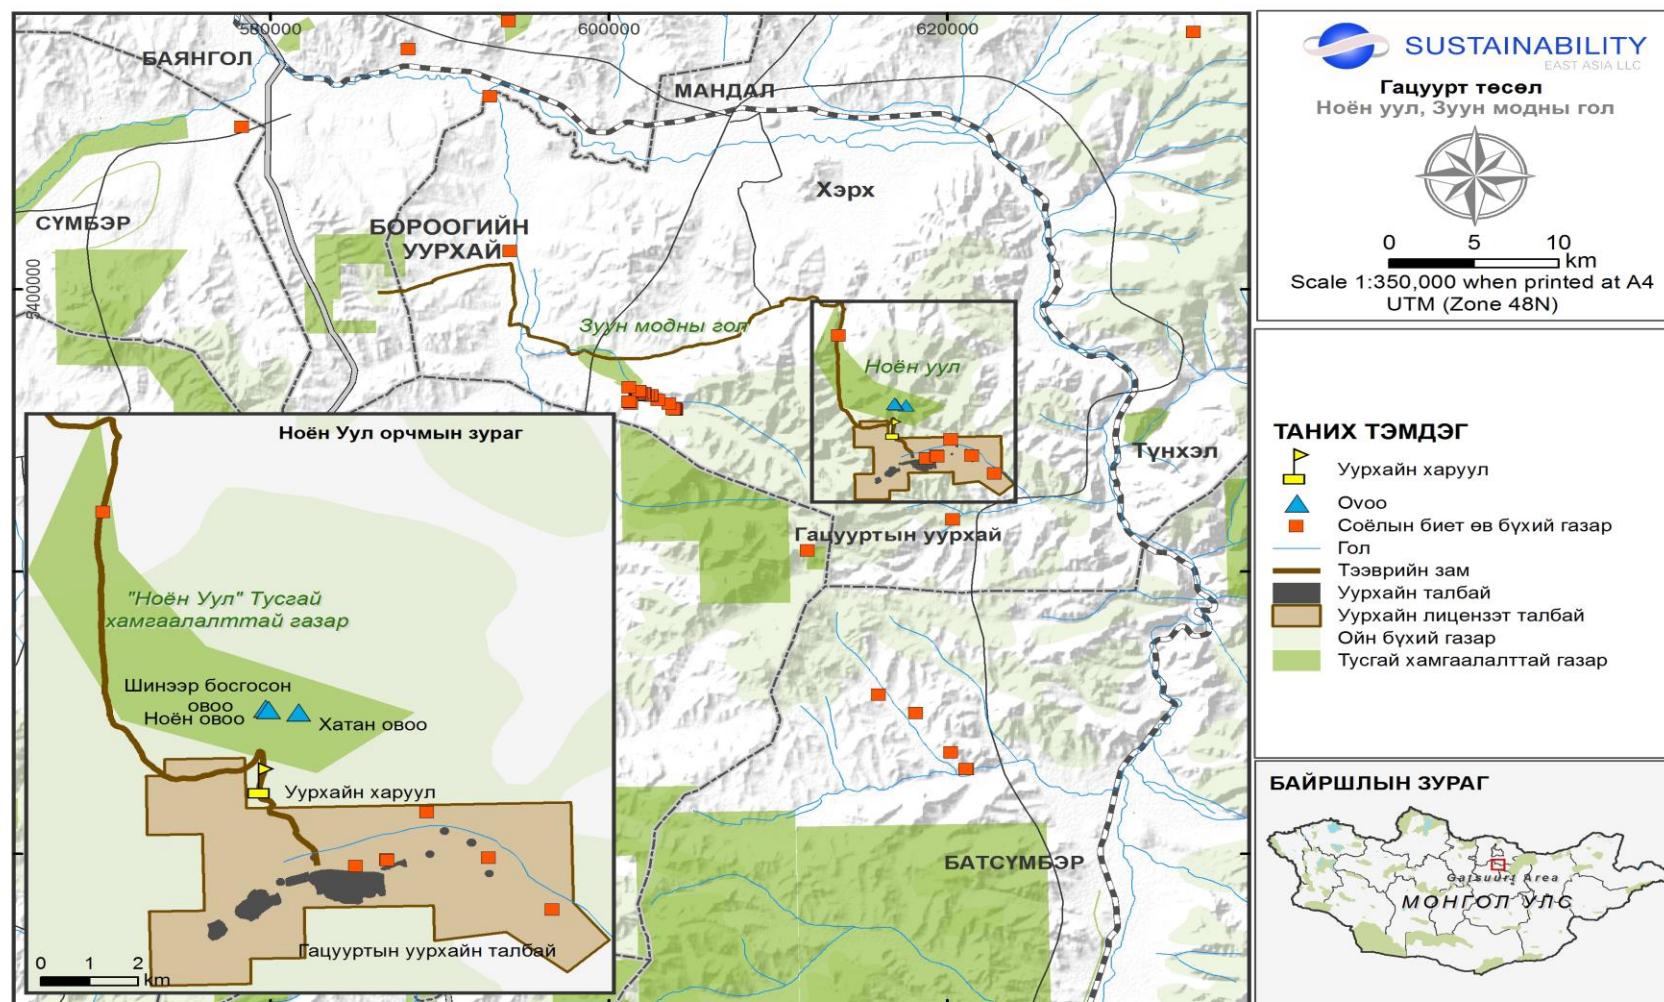 580000
600000
620000
5400000
БАЯНГОЛ
МАНДАЛ
СҮМБЭР
Хэрх
БОРООГИЙН
УУРХАЙ
Зуун модны гол
Ноён уул
Түнхэл
Гацууртын уурхай
БАТСҮМБЭР
Ноён Уул орчмын зураг
"Ноён Уул" Тусгай
хамгаалалттай газар
Шинээр босгосон
овоо
Ноён овоо
Хатан овоо
Уурхайн харуул
Гацууртын уурхайн талбай
0 1 2
km
SUSTAINABILITY
EAST ASIA LLC
Гацуурт төсөл
Ноён уул, Зуун модны гол
0 5 10
km
Scale 1:350,000 when printed at A4
UTM (Zone 48N)
ТАНИХ ТЭМДЭГ
Уурхайн харуул
Ovoo
Соёлын биет өв бүхий газар
Гол
Тээврийн зам
Уурхайн талбай
Уурхайн лицензэт талбай
Ойн бүхий газар
Тусгай хамгаалалттай газар
БАЙРШЛЫН ЗУРАГ
Gatsuurt Area
МОНГОЛ УЛС